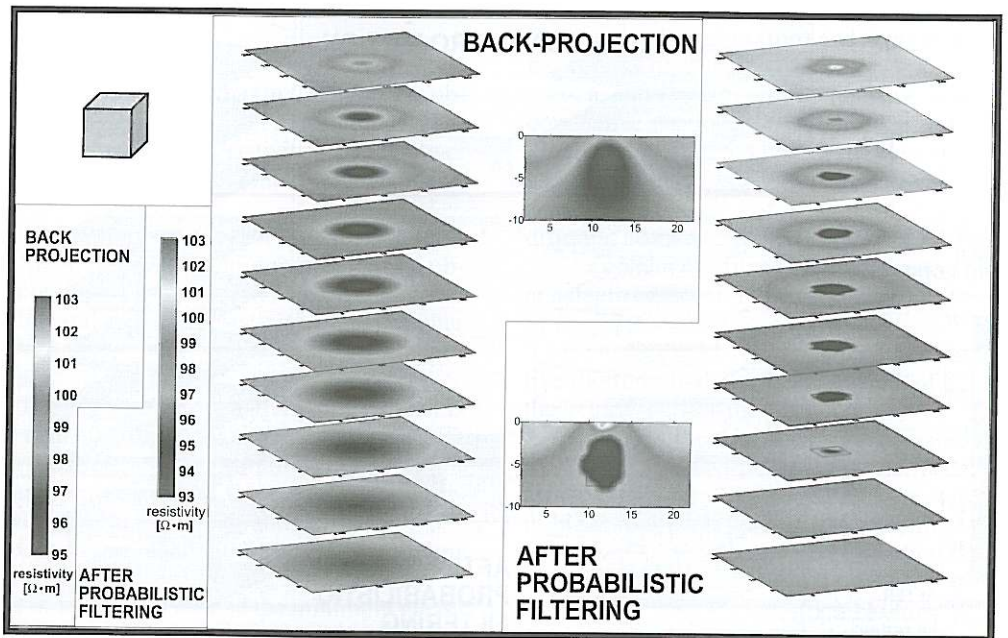 BACK-PROJECTION
0
-5
-10
5
10
15
20
BACK
PROJECTION
103
102
101
100
99
98
97
96
95
resistivity
[Ω•m]
103
102
101
100
99
98
97
96
95
94
93
resistivity
[Ω•m]
AFTER
PROBABILISTIC
FILTERING
0
-5
-10
5
10
15
20
AFTER
PROBABILISTIC
FILTERING